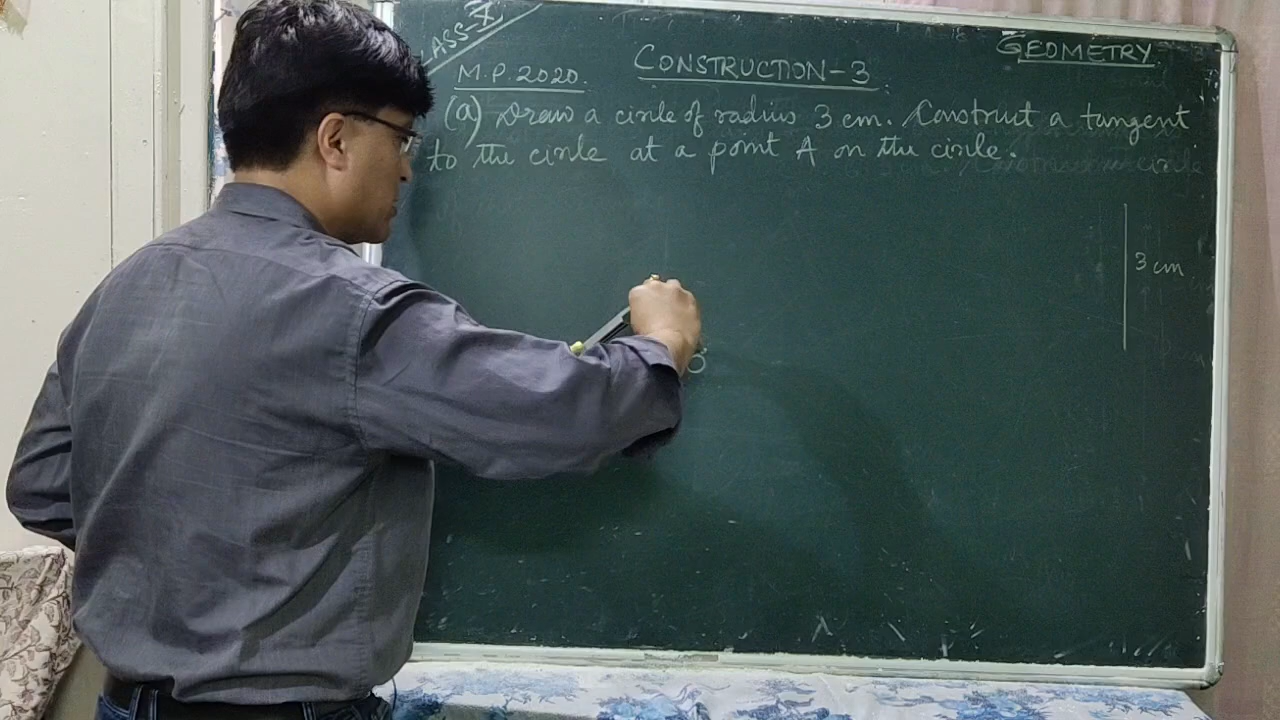 ASS-X
GEOMETRY
M.P. 2020. CONSTRUCTION-3
(a) Draw a circle of radius 3 cm. Construct a tangent
to the circle at a point A on the circle.
3 cm
O